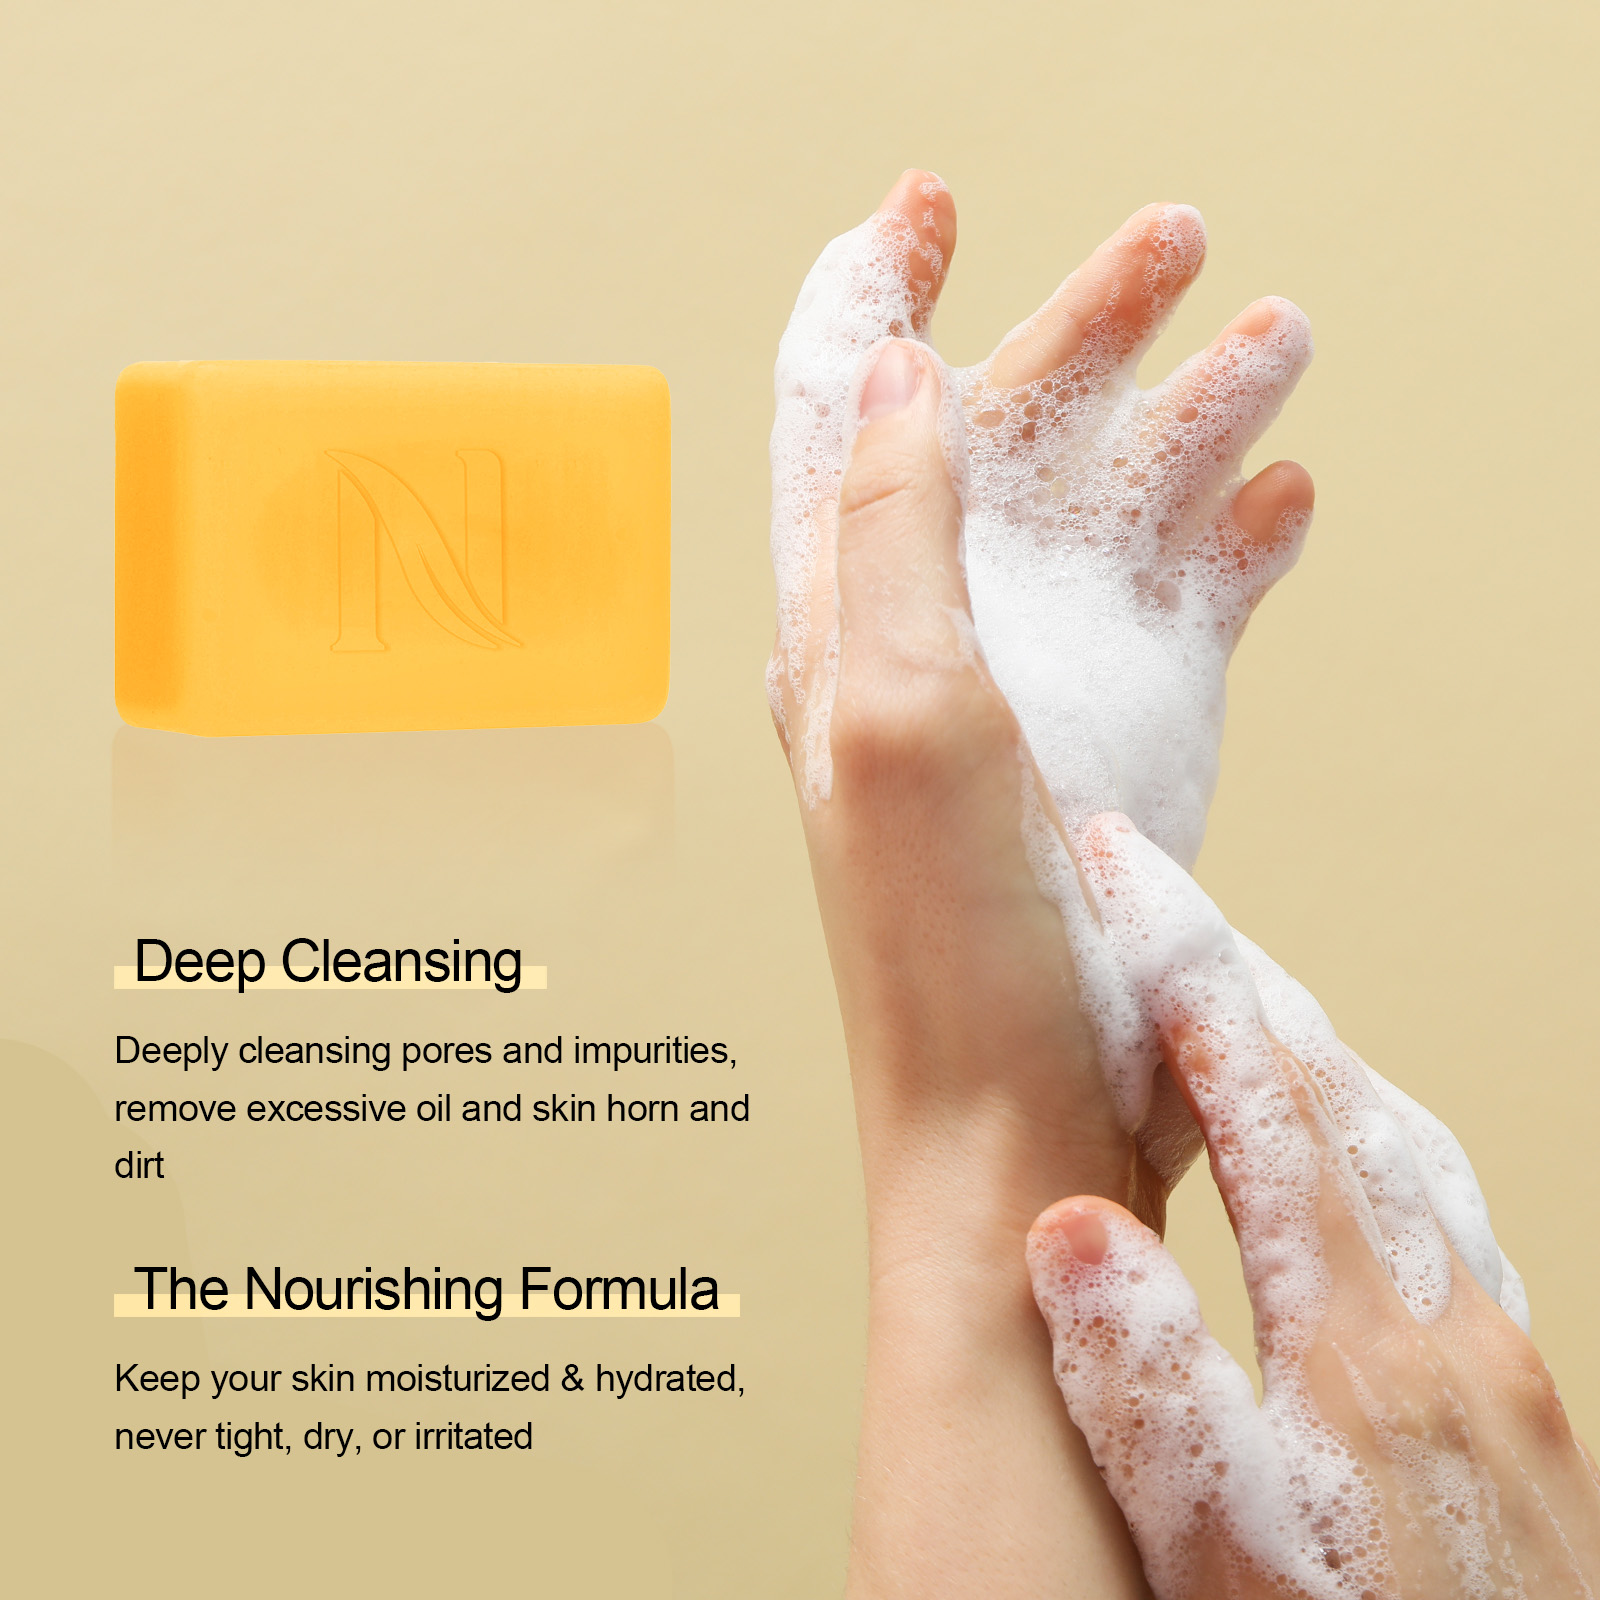 N
Deep Cleansing
Deeply cleansing pores and impurities,
remove excessive oil and skin horn and
dirt
The Nourishing Formula
Keep your skin moisturized & hydrated,
never tight, dry, or irritated